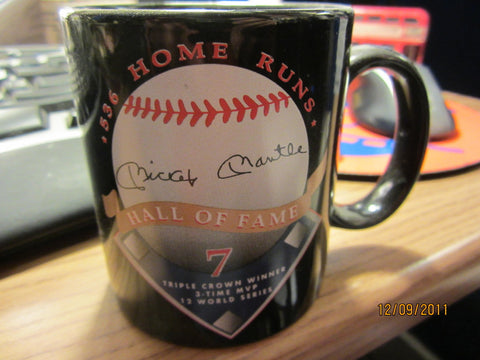 536 HOME RUNS
Mickey Mantle
HALL OF FAME
7
TRIPLE CROWN WINNER
3-TIME MVP
12 WORLD SERIES
12/09/2011